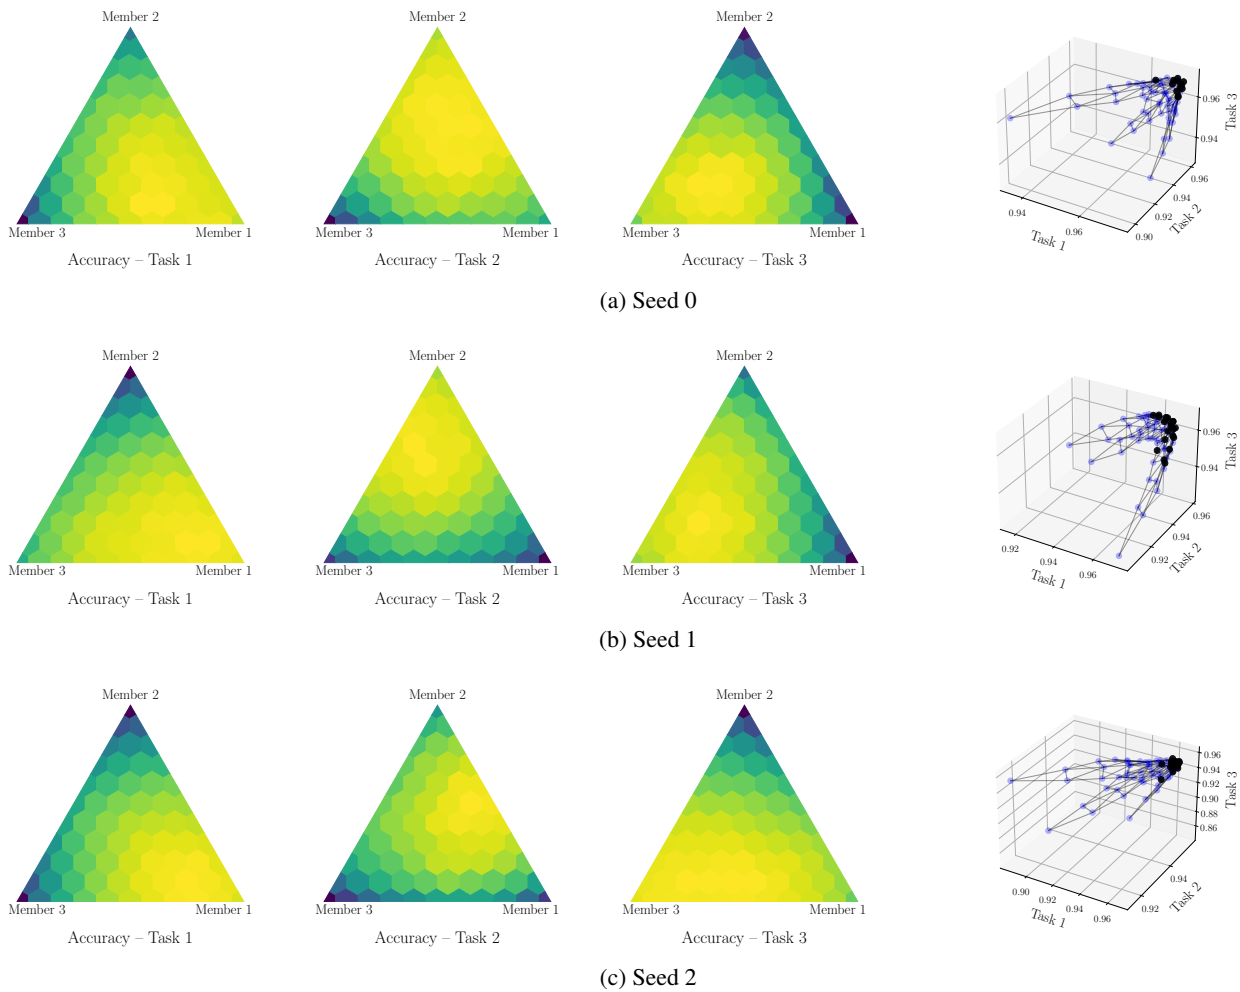 Member 2
Member 2
Member 2
Member 3
Member 1
Member 3
Member 1
Member 3
Member 1
Accuracy – Task 1
Accuracy – Task 2
Accuracy – Task 3
0.96
0.94
Task 3
0.94
0.96
Task 1
0.90
0.92
0.94
0.96
Task 2
(a) Seed 0
Member 2
Member 2
Member 2
Member 3
Member 1
Member 3
Member 1
Member 3
Member 1
Accuracy – Task 1
Accuracy – Task 2
Accuracy – Task 3
0.96
0.94
Task 3
0.92
0.94
0.96
Task 1
0.92
0.94
0.96
Task 2
(b) Seed 1
Member 2
Member 2
Member 2
Member 3
Member 1
Member 3
Member 1
Member 3
Member 1
Accuracy – Task 1
Accuracy – Task 2
Accuracy – Task 3
0.96
0.94
0.92
0.90
0.88
0.86
Task 3
0.90
0.92
0.94
0.96
Task 1
0.92
0.94
Task 2
(c) Seed 2